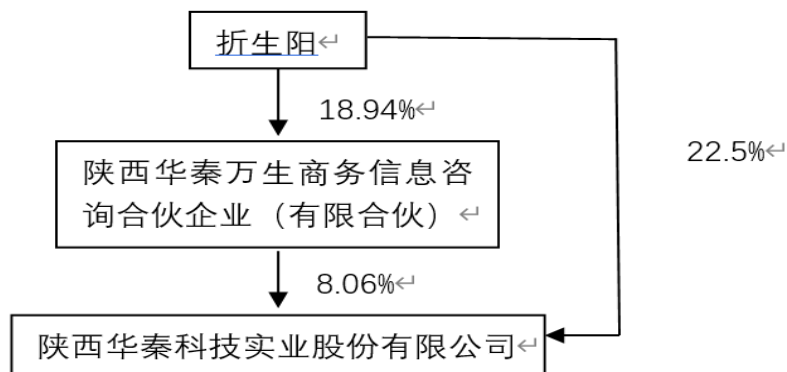 折生阳
18.94%
22.5%
陕西华秦万生商务信息咨
询合伙企业（有限合伙）
8.06%
陕西华秦科技实业股份有限公司